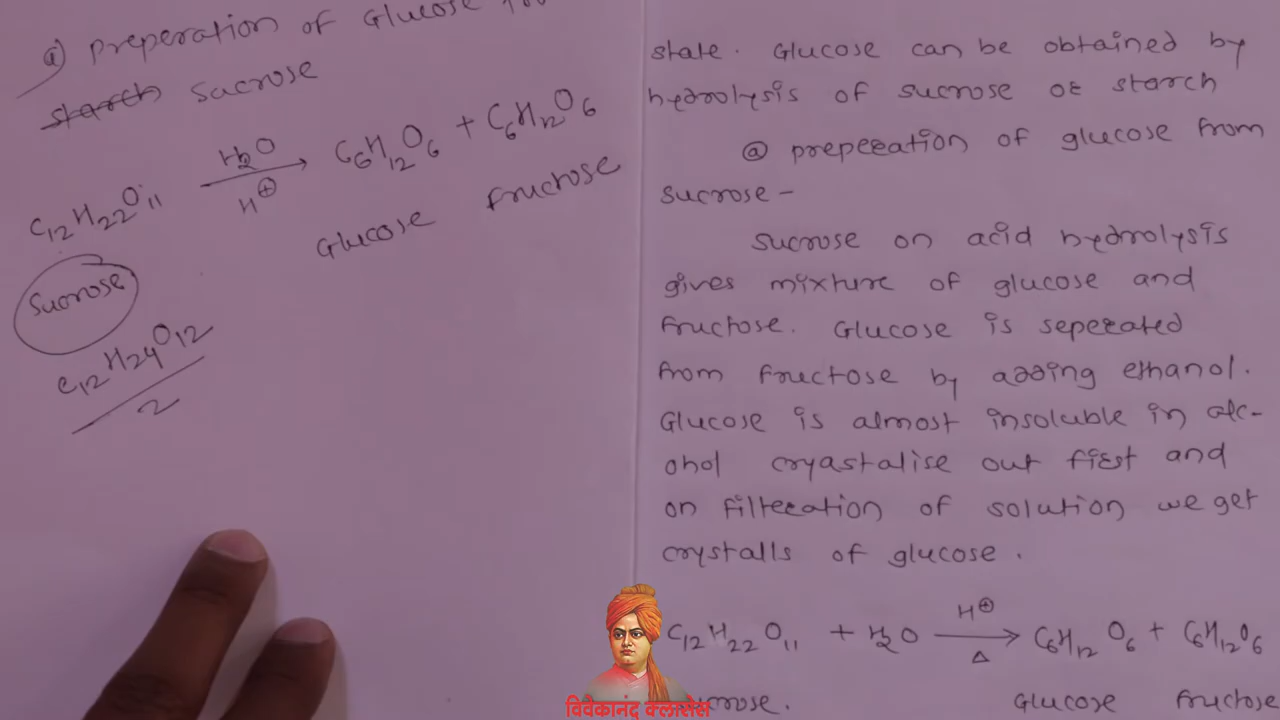 a) preperation of Glucose
starch sacrose
C12H22O11 H2O H⊕ → C6H12O6 + C6H12O6
Glucose fructose
Sucrose
C12H24O12
2
state. Glucose can be obtained by
hydrolysis of sucrose or starch
@ preperation of glucose from
sucrose -
Sucrose on acid hydrolysis
gives mixture of glucose and
fructose. Glucose is seperated
from fructose by adding ethanol.
Glucose is almost insoluble in alc-
ohol cryastalise out first and
on filteration of solution we get
crystalls of glucose.
C12H22O11 + H2O H⊕ → Δ C6H12O6 + C6H12O6
Glucose fructose
विवेकानंद क्लासेस